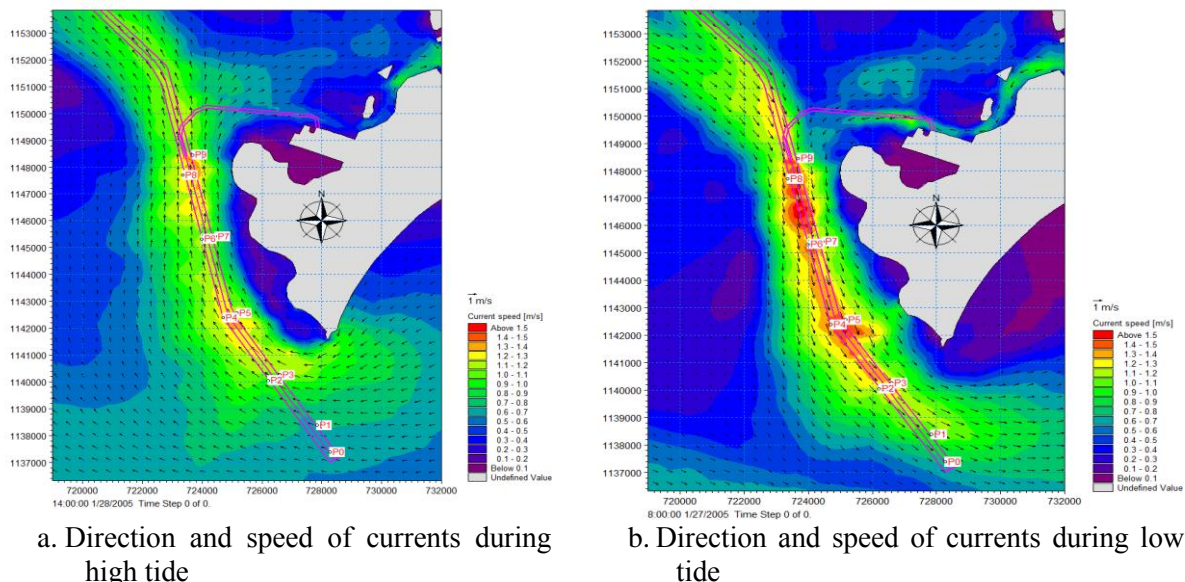 1153000
1152000
1151000
1150000
1149000
1148000
1147000
1146000
1145000
1144000
1143000
1142000
1141000
1140000
1139000
1138000
1137000
P9
P8
N
P6 P7
P5
P4
P3
P2
P1
P0
720000 722000 724000 726000 728000 730000 732000
14:00:00 1/28/2005 Time Step 0 of 0.
1 m/s
Current speed [m/s]
Above 1.5
1.4 - 1.5
1.3 - 1.4
1.2 - 1.3
1.1 - 1.2
1.0 - 1.1
0.9 - 1.0
0.8 - 0.9
0.7 - 0.8
0.6 - 0.7
0.5 - 0.6
0.4 - 0.5
0.3 - 0.4
0.2 - 0.3
0.1 - 0.2
Below 0.1
Undefined Value
a. Direction and speed of currents during
high tide
1153000
1152000
1151000
1150000
1149000
1148000
1147000
1146000
1145000
1144000
1143000
1142000
1141000
1140000
1139000
1138000
1137000
P9
P8
N
P6 P7
P5
P4
P3
P2
P1
P0
720000 722000 724000 726000 728000 730000 732000
8:00:00 1/27/2005 Time Step 0 of 0.
1 m/s
Current speed [m/s]
Above 1.5
1.4 - 1.5
1.3 - 1.4
1.2 - 1.3
1.1 - 1.2
1.0 - 1.1
0.9 - 1.0
0.8 - 0.9
0.7 - 0.8
0.6 - 0.7
0.5 - 0.6
0.4 - 0.5
0.3 - 0.4
0.2 - 0.3
0.1 - 0.2
Below 0.1
Undefined Value
b. Direction and speed of currents during low
tide